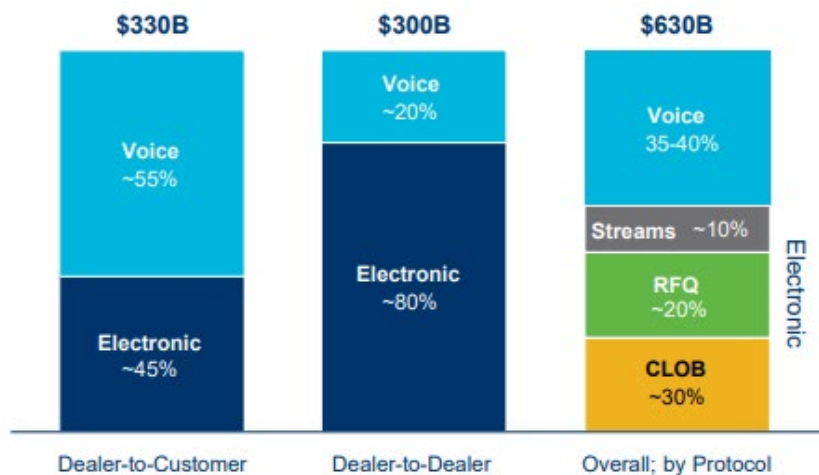 $330B
$300B
$630B
Voice
~55%
Electronic
~45%
Voice
~20%
Electronic
~80%
Voice
35-40%
Streams ~10%
RFQ
~20%
CLOB
~30%
Electronic
Dealer-to-Customer
Dealer-to-Dealer
Overall; by Protocol